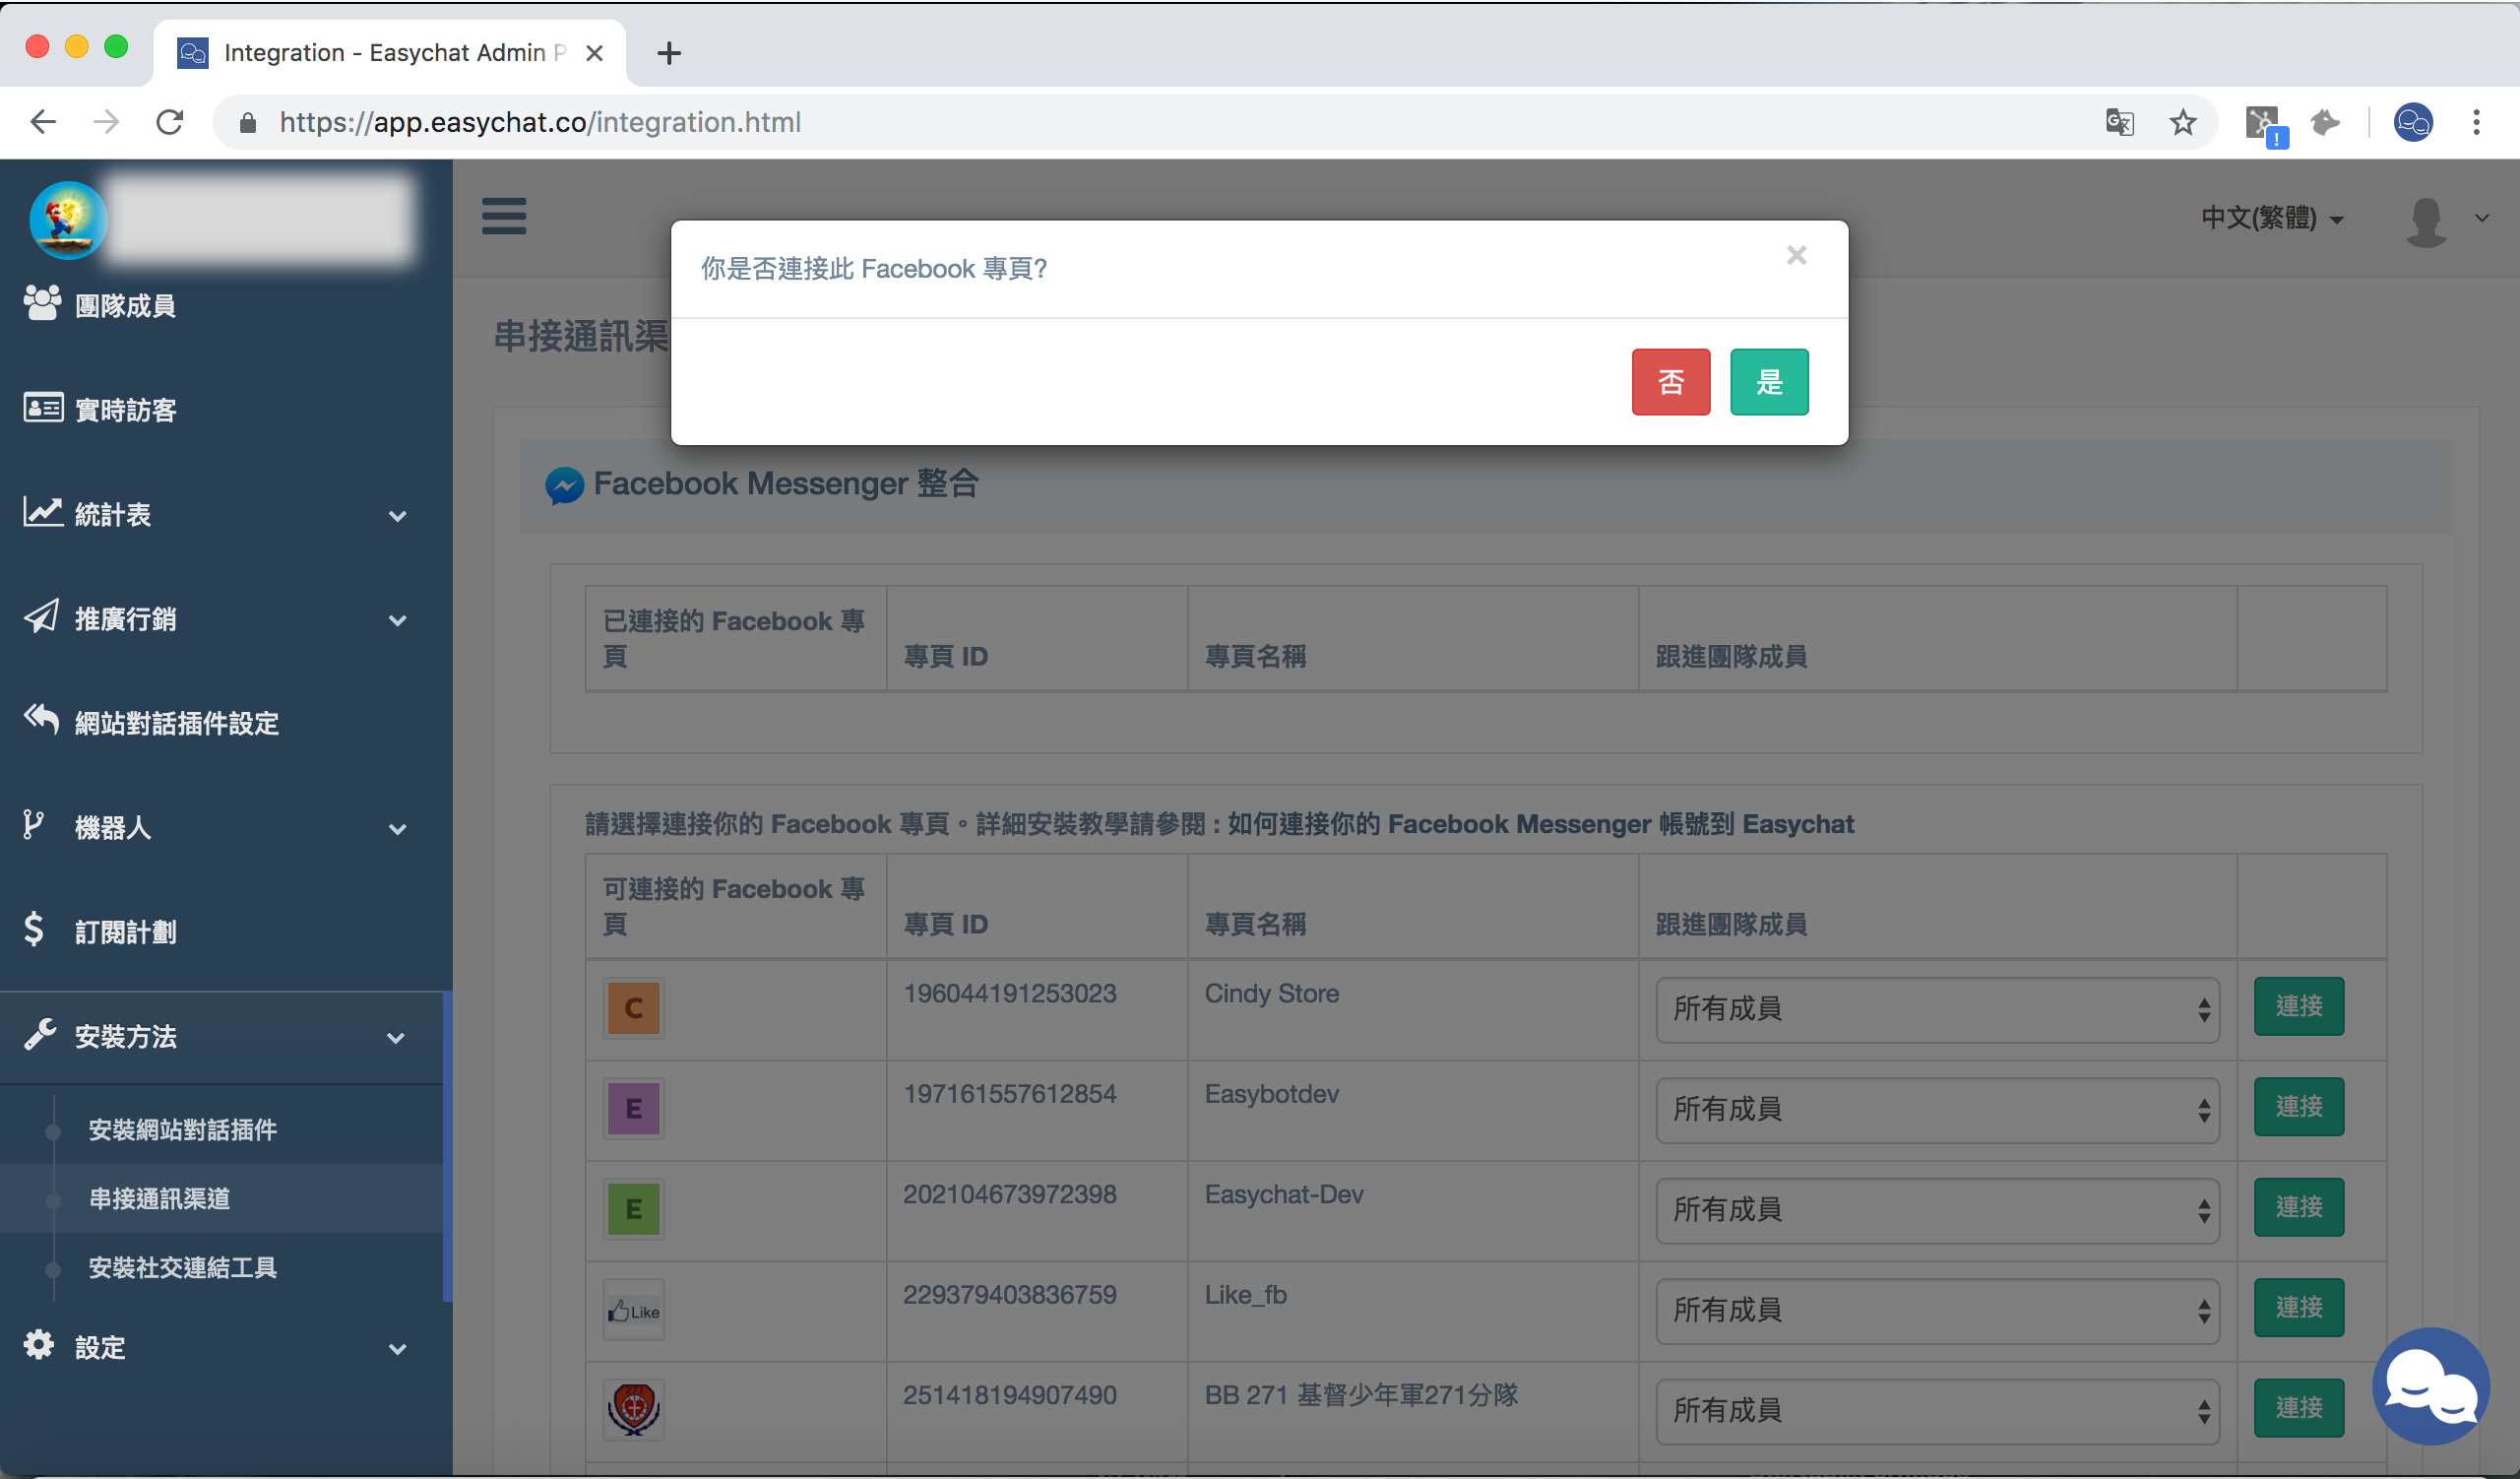 Integration - Easychat Admin P
https://app.easychat.co/integration.html
團隊成員
實時訪客
統計表
推廣行銷
網站對話插件設定
機器人
訂閱計劃
安裝方法
安裝網站對話插件
串接通訊渠道
安裝社交連結工具
設定
中文(繁體)
你是否連接此 Facebook 專頁?
×
否 是
串接通訊渠
Facebook Messenger 整合
已連接的 Facebook 專
頁
專頁 ID
專頁名稱
跟進團隊成員
請選擇連接你的 Facebook 專頁。詳細安裝教學請參閱 : 如何連接你的 Facebook Messenger 帳號到 Easychat
可連接的 Facebook 專
頁
專頁 ID
專頁名稱
跟進團隊成員
C 196044191253023 Cindy Store 所有成員 連接
E 197161557612854 Easybotdev 所有成員 連接
E 202104673972398 Easychat-Dev 所有成員 連接
Like 229379403836759 Like_fb 所有成員 連接
271 251418194907490 BB 271 基督少年軍271分隊 所有成員 連接